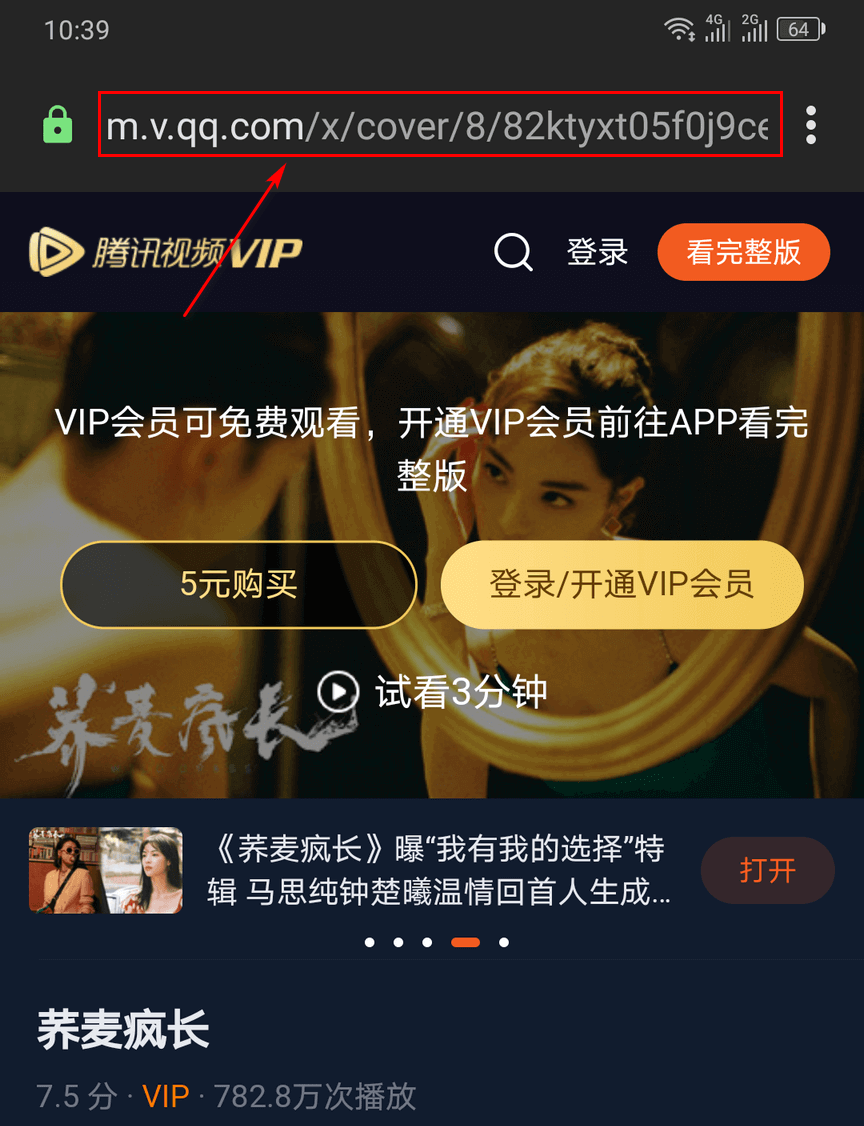 10:39
4G 2G 64
m.v.qq.com/x/cover/8/82ktyxt05f0j9ce
腾讯视频VIP 登录 看完整版
VIP会员可免费观看，开通VIP会员前往APP看完
整版
5元购买 登录/开通VIP会员
荞麦疯长 试看3分钟
《荞麦疯长》曝“我有我的选择”特
辑 马思纯钟楚曦温情回首人生成...
打开
荞麦疯长
7.5 分 · VIP · 782.8万次播放